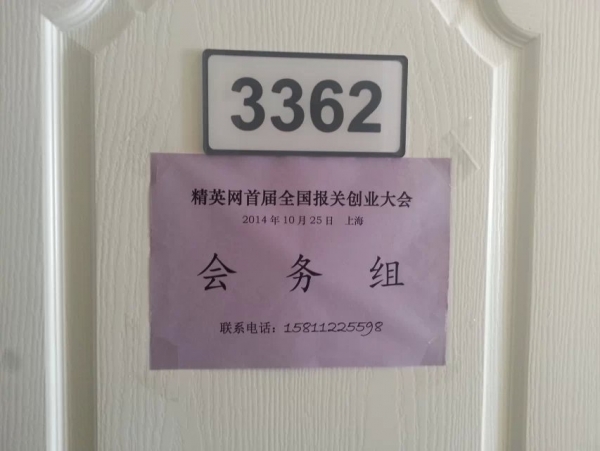 3362
精英网首届全国报关创业大会
2014年10月25日 上海
会务组
联系电话：15811225598